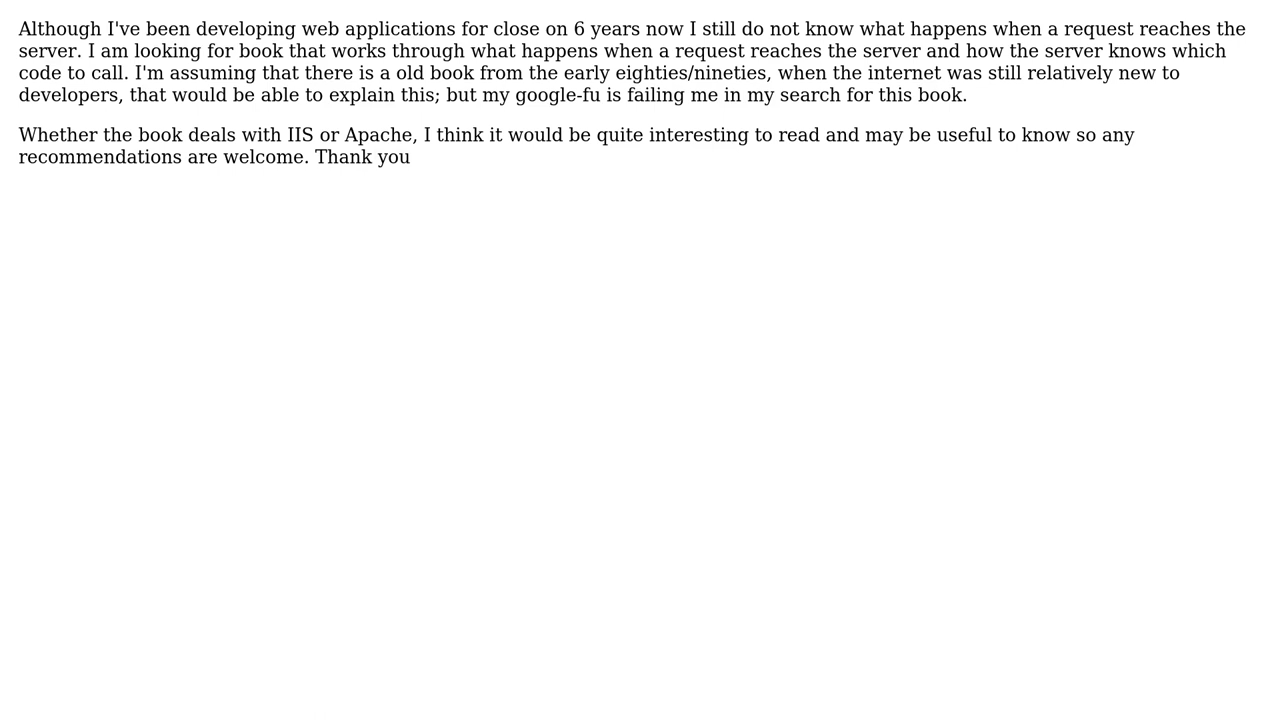 Although I've been developing web applications for close on 6 years now I still do not know what happens when a request reaches the
server. I am looking for book that works through what happens when a request reaches the server and how the server knows which
code to call. I'm assuming that there is a old book from the early eighties/nineties, when the internet was still relatively new to
developers, that would be able to explain this; but my google-fu is failing me in my search for this book.
Whether the book deals with IIS or Apache, I think it would be quite interesting to read and may be useful to know so any
recommendations are welcome. Thank you